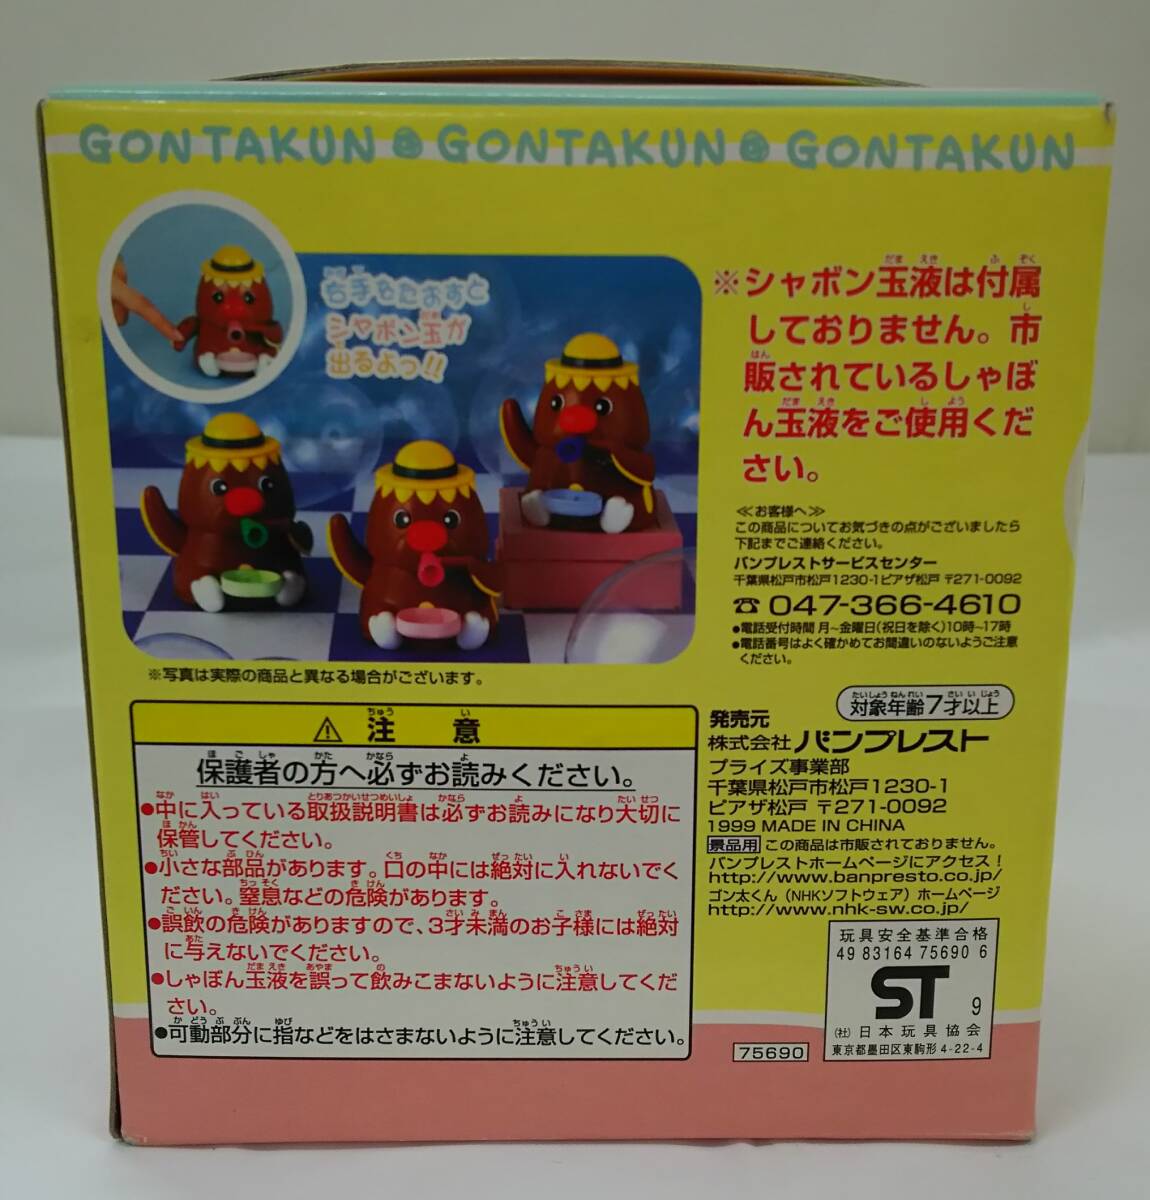 GONTAKUN GONTAKUN GONTAKUN
右手をたおすと
シャボン玉が
出るよっ!!
※写真は実際の商品と異なる場合がございます。
※シャボン玉液は付属
しておりません。市
販されているしゃぼ
ん玉液をご使用くだ
さい。
≪お客様へ≫
この商品についてお気づきの点がございましたら
下記までご連絡ください。
バンプレストサービスセンター
千葉県松戸市松戸1230-1ピアザ松戸 〒271-0092
☎ 047-366-4610
●電話受付時間 月~金曜日(祝日を除く)10時~17時
●電話番号はよく確かめてお間違いのないようご注意
ください。
対象年齢7才以上
発売元
株式会社 バンプレスト
プライズ事業部
千葉県松戸市松戸1230-1
ピアザ松戸 〒271-0092
1999 MADE IN CHINA
景品用 この商品は市販されておりません。
バンプレストホームページにアクセス!
http://www.banpresto.co.jp/
ゴン太くん(NHKソフトウェア)ホームページ
http://www.nhk-sw.co.jp/
⚠注意
保護者の方へ必ずお読みください。
●中に入っている取扱説明書は必ずお読みになり大切に
保管してください。
●小さな部品があります。口の中には絶対に入れないでく
ださい。窒息などの危険があります。
●誤飲の危険がありますので、3才未満のお子様には絶対
に与えないでください。
●しゃぼん玉液を誤って飲みこまないように注意してくだ
さい。
●可動部分に指などをはさまないように注意してください。
75690
玩具安全基準合格
49 83164 75690 6
ST 9
(社)日本玩具協会
東京都墨田区東駒形4-22-4